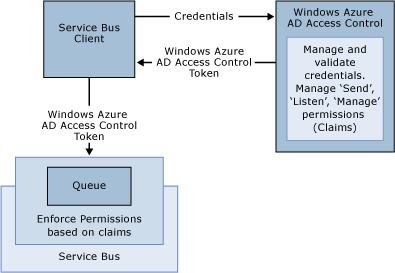 Service Bus
Client
Credentials
Windows Azure
AD Access Control
Windows Azure
AD Access Control
Token
Manage and
validate
credentials.
Manage ‘Send’,
‘Listen’, ‘Manage’
permissions
(Claims)
Windows Azure
AD Access Control
Token
Queue
Enforce Permissions
based on claims
Service Bus